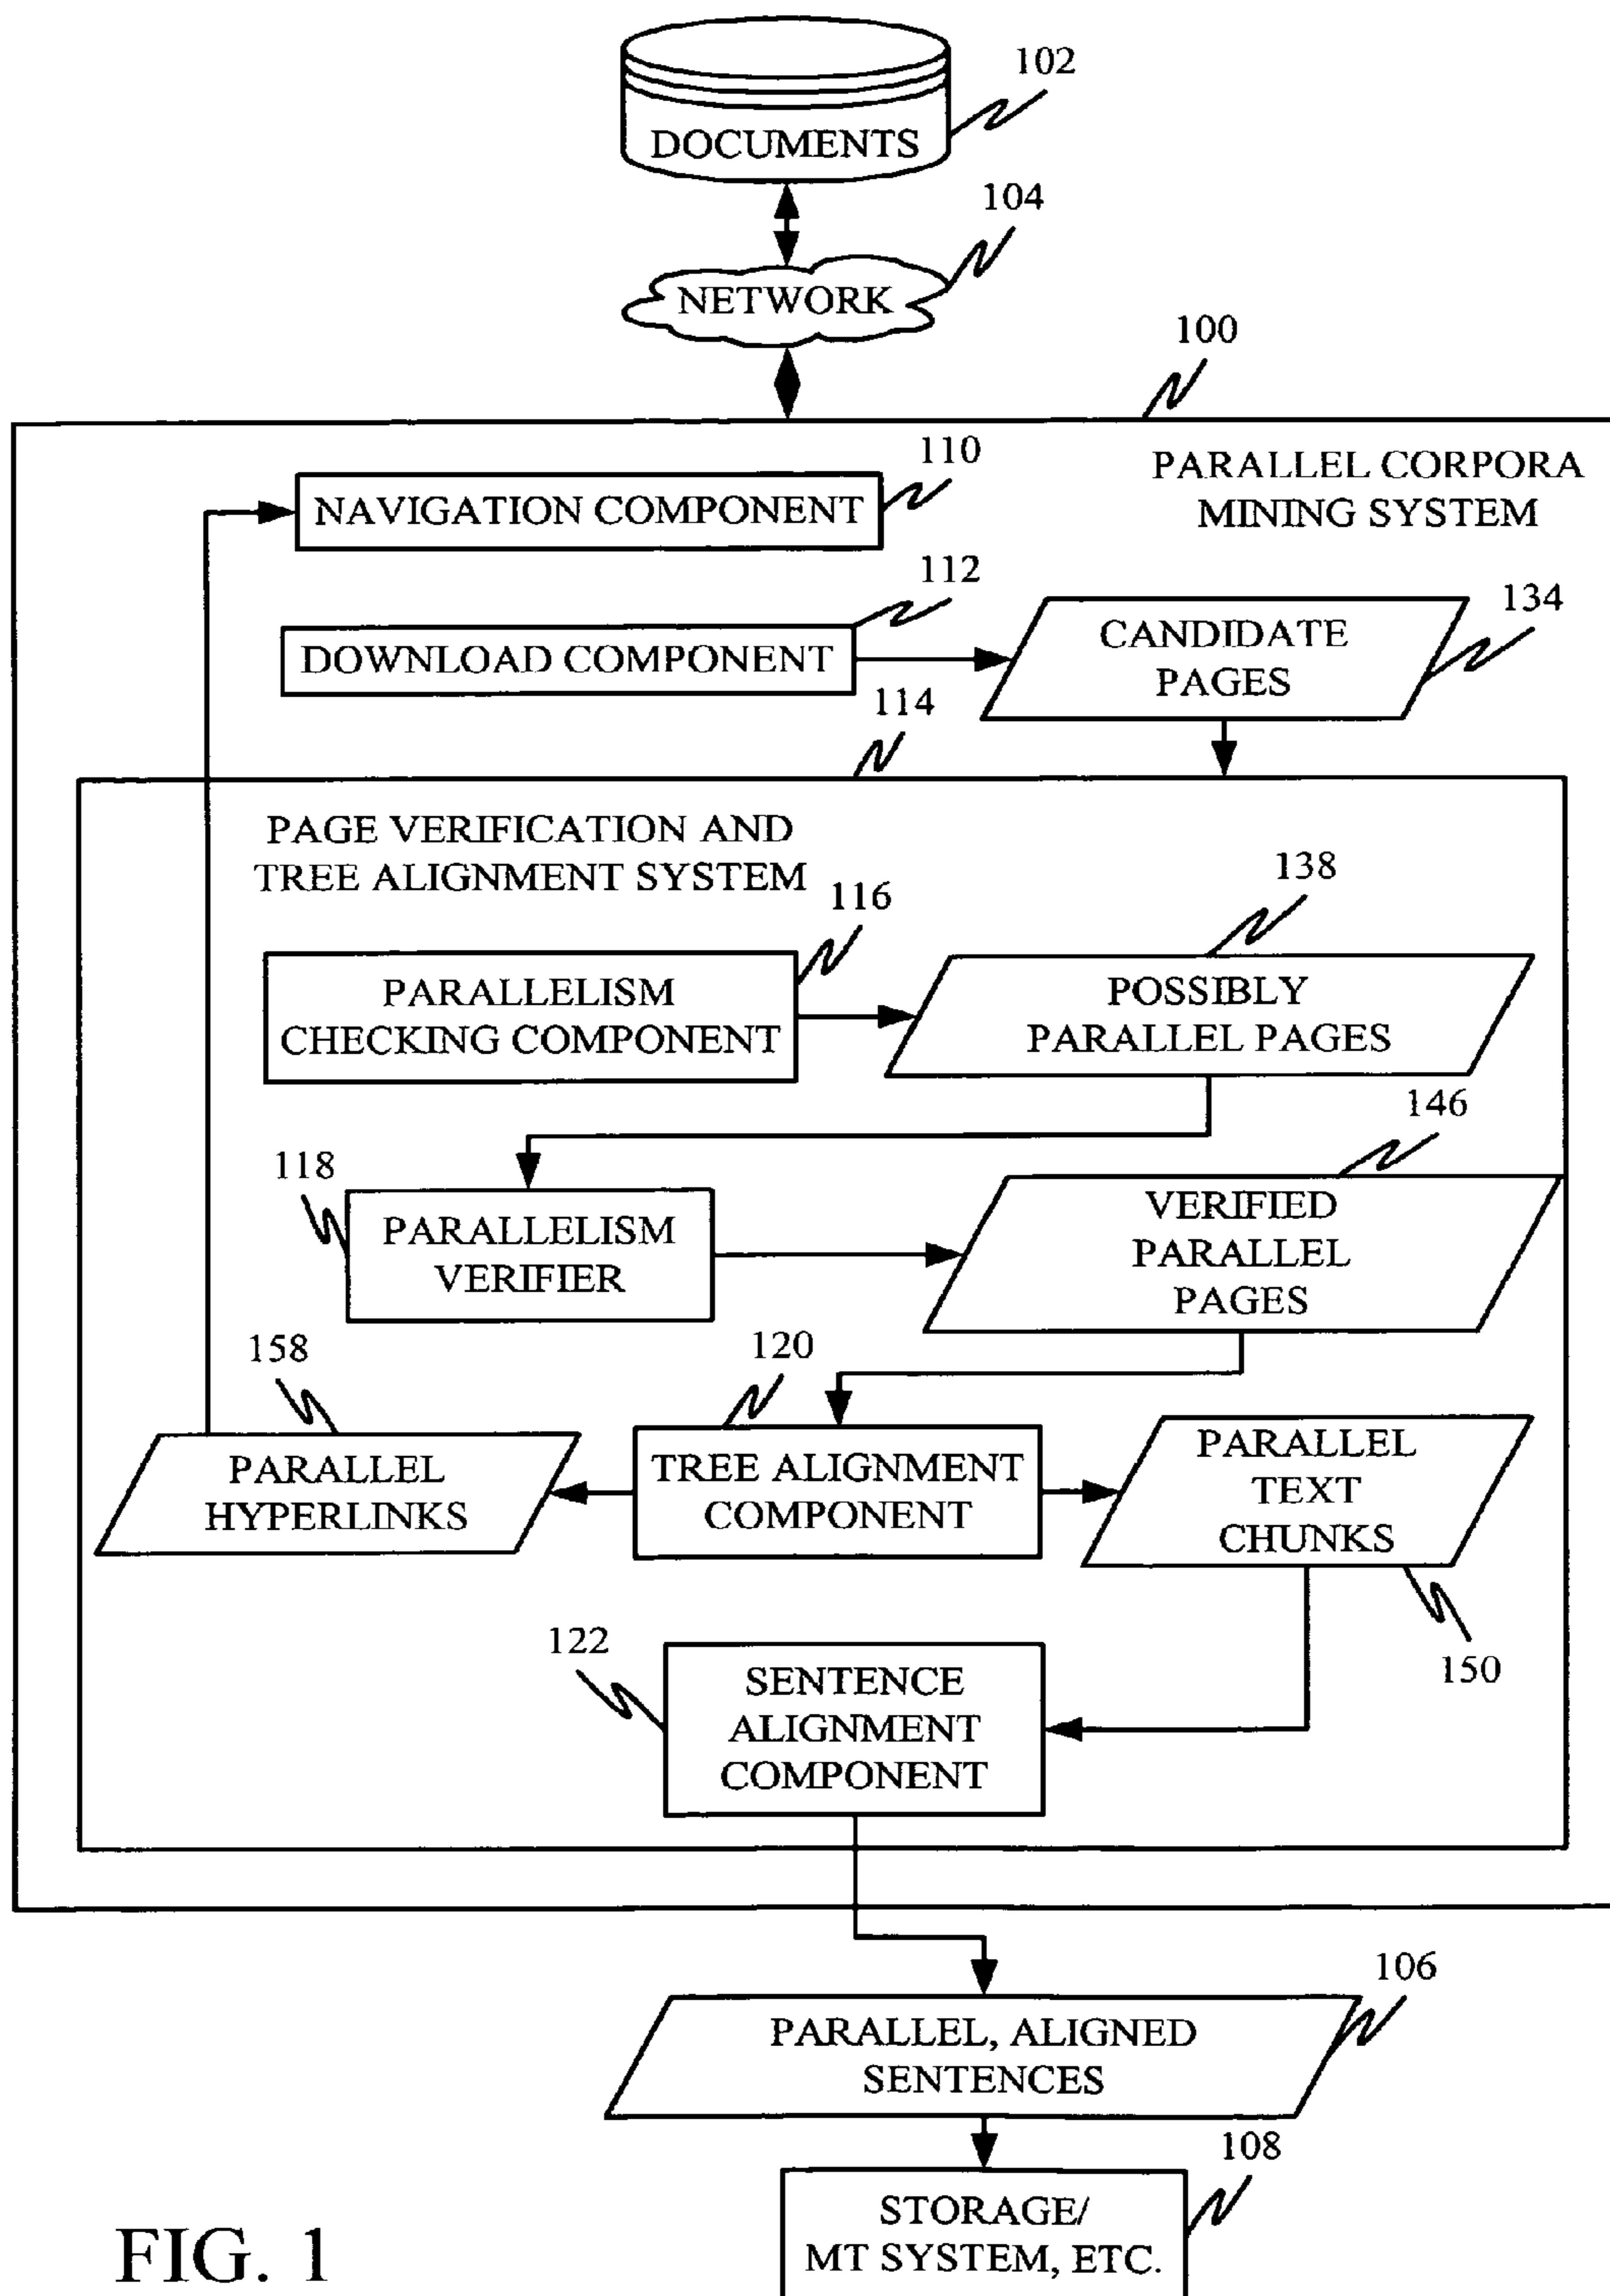 102
DOCUMENTS
104
NETWORK
100
110
PARALLEL CORPORA
MINING SYSTEM
NAVIGATION COMPONENT
112
134
DOWNLOAD COMPONENT
CANDIDATE
PAGES
114
PAGE VERIFICATION AND
TREE ALIGNMENT SYSTEM
138
116
PARALLELISM
CHECKING COMPONENT
POSSIBLY
PARALLEL PAGES
146
118
PARALLELISM
VERIFIER
VERIFIED
PARALLEL
PAGES
158
120
PARALLEL
HYPERLINKS
TREE ALIGNMENT
COMPONENT
PARALLEL
TEXT
CHUNKS
122
150
SENTENCE
ALIGNMENT
COMPONENT
106
PARALLEL, ALIGNED
SENTENCES
108
STORAGE/
MT SYSTEM, ETC.
FIG. 1